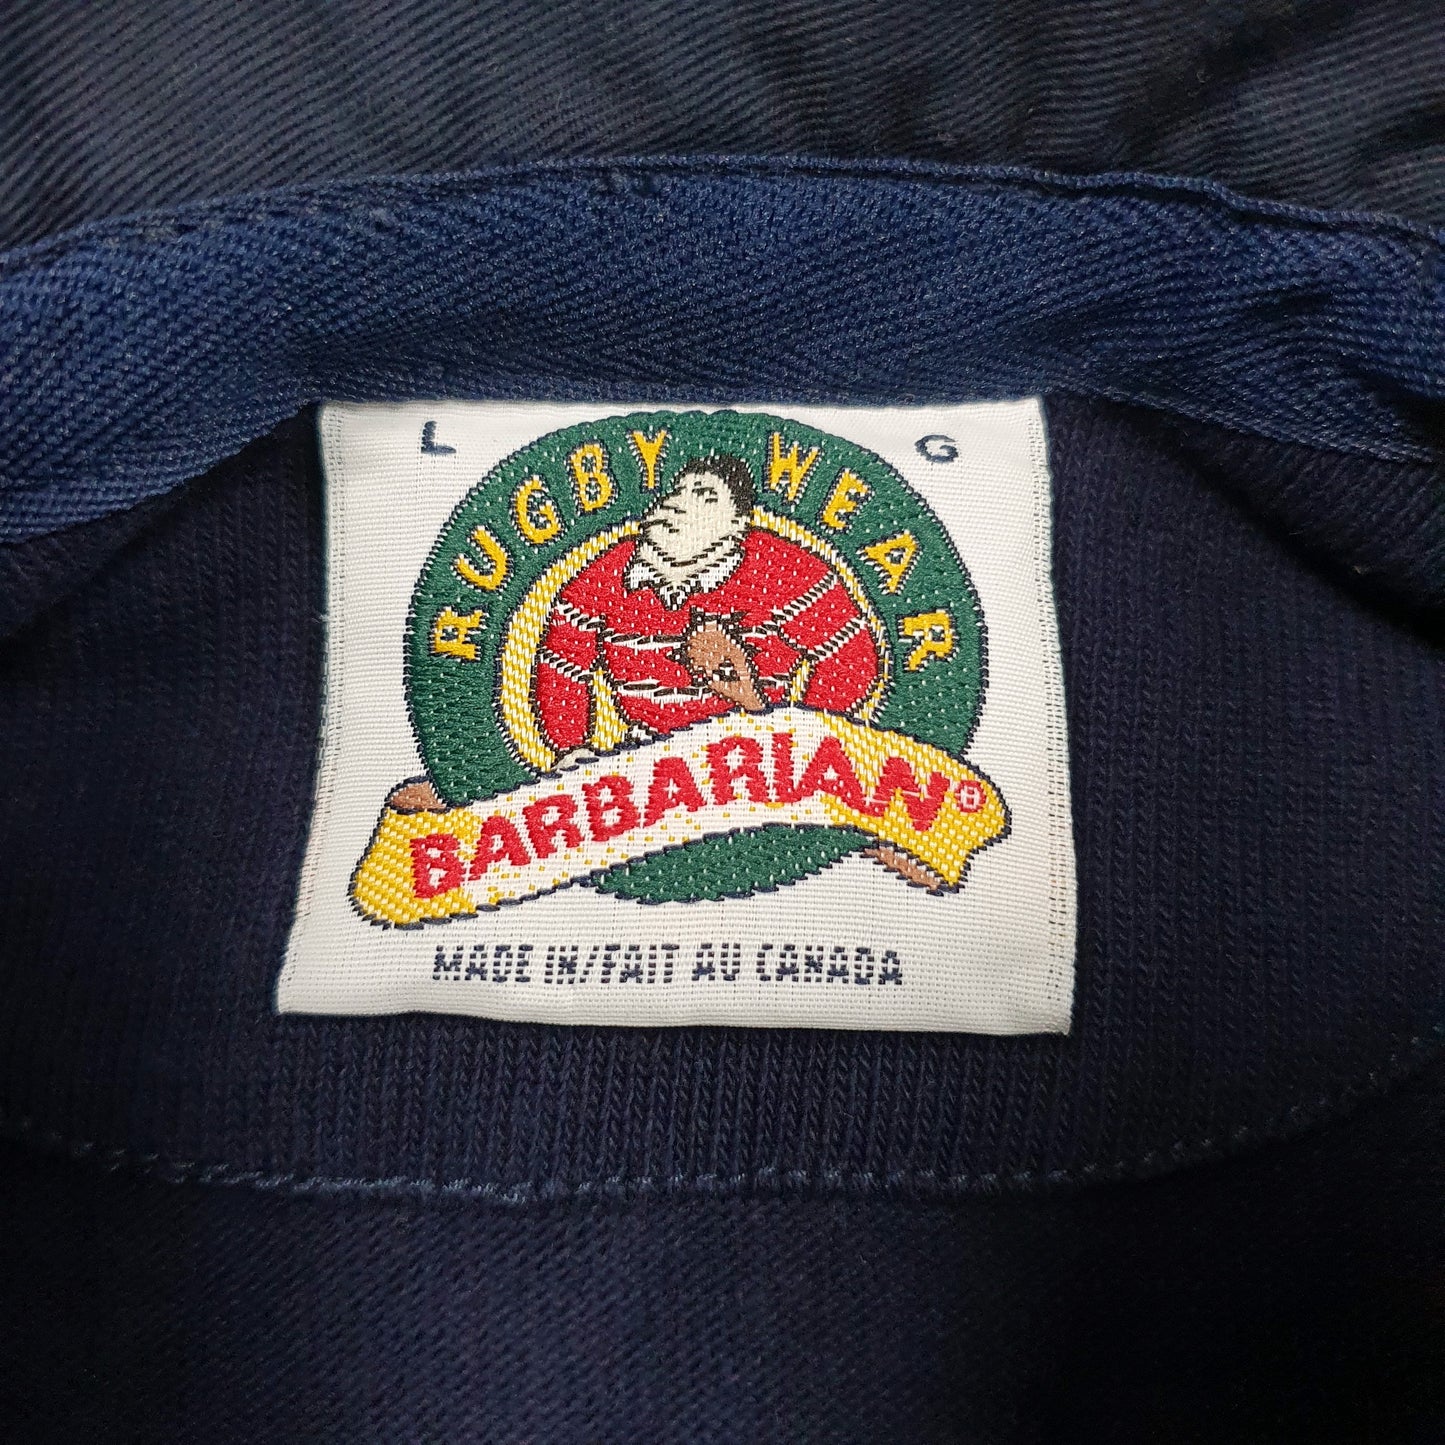 L G
RUGBY WEAR
BARBARIAN®
MADE IN/FAIT AU CANADA